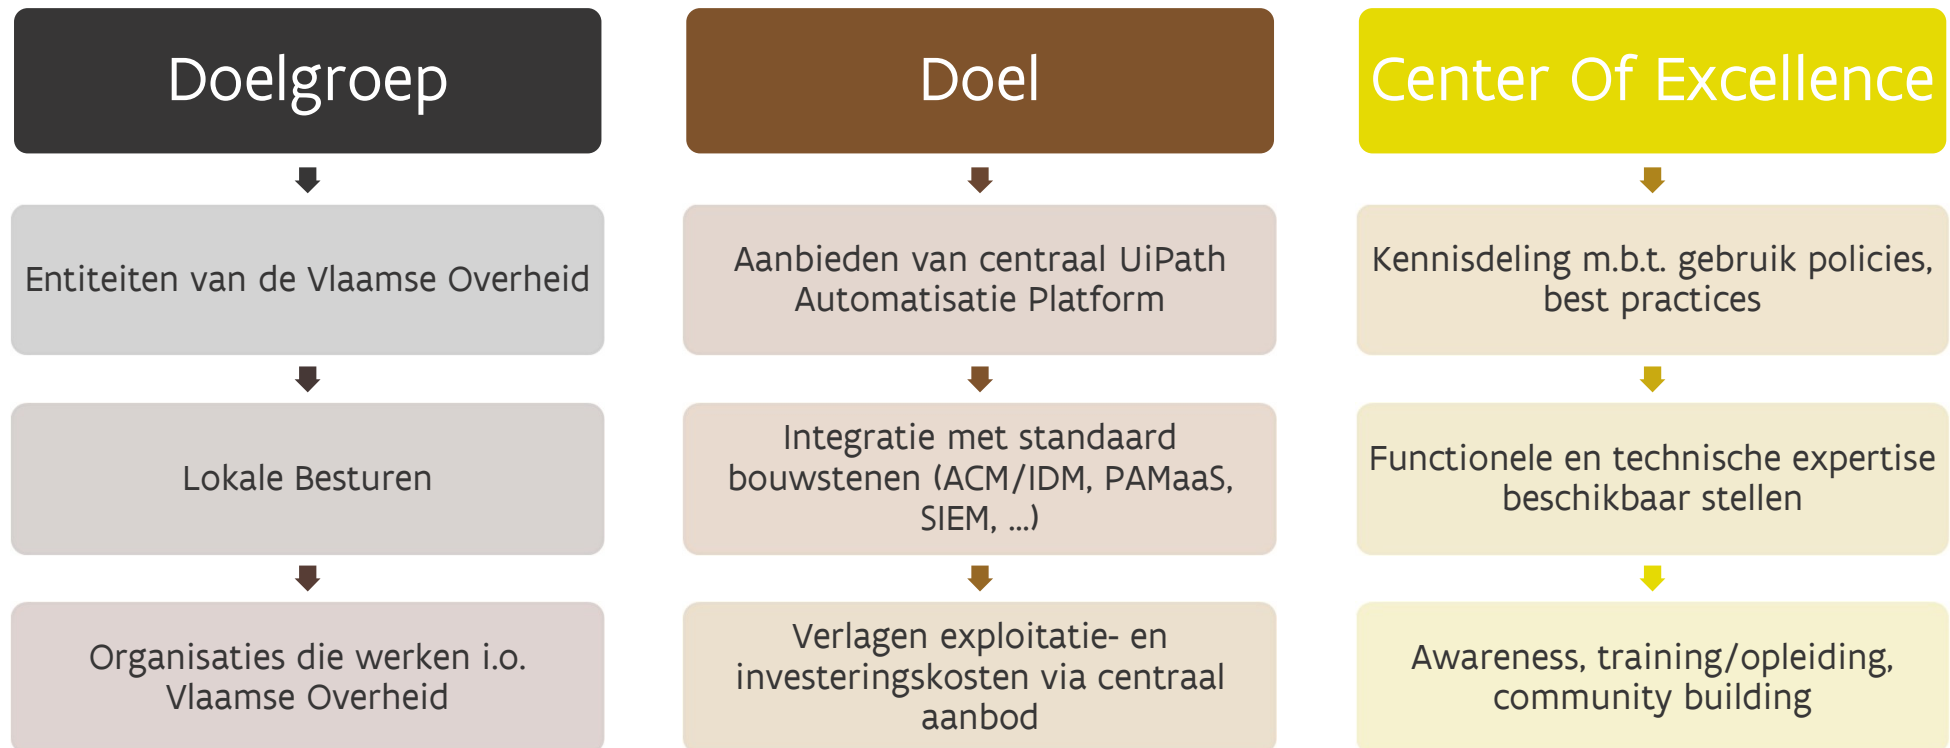 Doelgroep
Entiteiten van de Vlaamse Overheid
Lokale Besturen
Organisaties die werken i.o.
Vlaamse Overheid
Doel
Aanbieden van centraal UiPath
Automatisatie Platform
Integratie met standaard
bouwstenen (ACM/IDM, PAMaaS,
SIEM, ...)
Verlagen exploitatie- en
investeringskosten via centraal
aanbod
Center Of Excellence
Kennisdeling m.b.t. gebruik policies,
best practices
Functionele en technische expertise
beschikbaar stellen
Awareness, training/opleiding,
community building